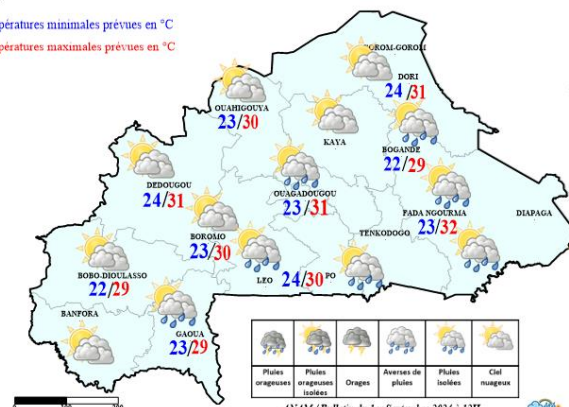 pératures minimales prévues en °C
pératures maximales prévues en °C
ROM-GOROM
DORI
24/31
OUAHIGOUYA
23/30
KAYA
BOGANDE
22/29
DEDOUGOU
24/31
OUAGADOUGOU
23/31
FADA NGOURMA
23/32
DIAPAGA
BOROMO
23/30
TENKODOGO
BOBO-DIOULASSO
22/29
LEO
24/30
PO
BANFORA
GAOUA
23/29
Pluies orageuses
Pluies orageuses isolées
Orages
Averses de pluies
Pluies isolées
Ciel nuageux